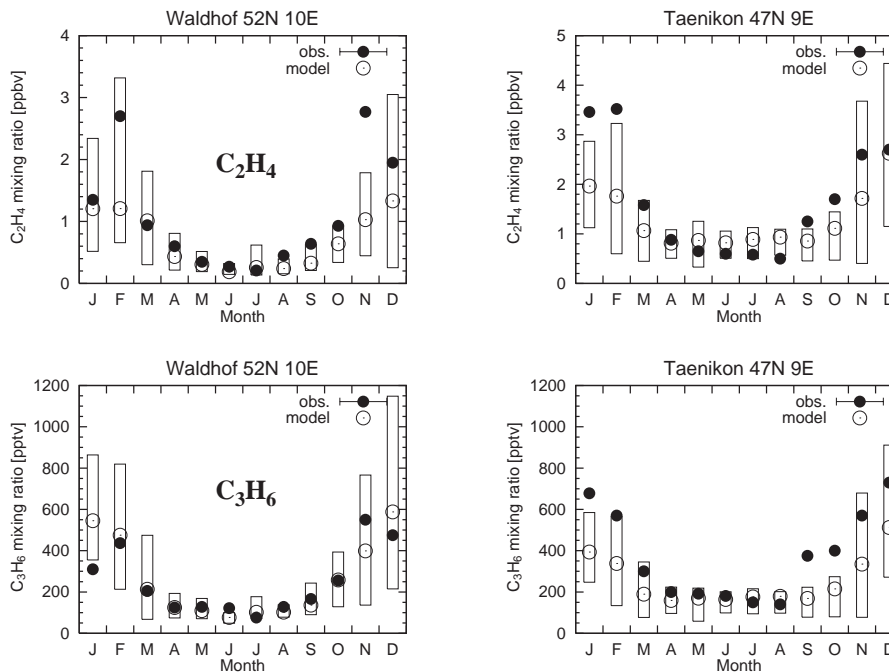 Waldhof 52N 10E
4
3
2
1
0
C2H4 mixing ratio [ppbv]
obs.
model
C2H4
J F M A M J J A S O N D
Month
Taenikon 47N 9E
5
4
3
2
1
0
C2H4 mixing ratio [ppbv]
obs.
model
J F M A M J J A S O N D
Month
Waldhof 52N 10E
1200
1000
800
600
400
200
0
C3H6 mixing ratio [pptv]
obs.
model
C3H6
J F M A M J J A S O N D
Month
Taenikon 47N 9E
1200
1000
800
600
400
200
0
C3H6 mixing ratio [pptv]
obs.
model
J F M A M J J A S O N D
Month